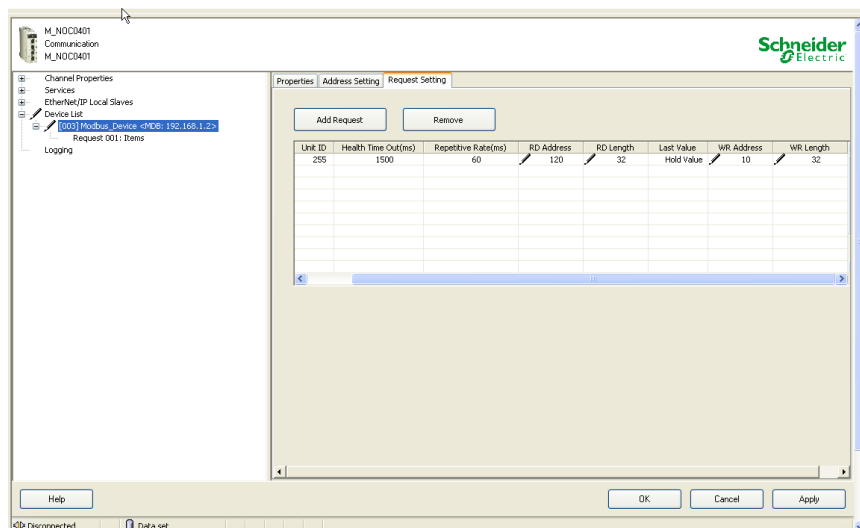 M_NOC0401
Communication
M_NOC0401
Schneider
Electric
Channel Properties
Services
EtherNet/IP Local Slaves
Device List
[003] Modbus_Device <MDB: 192.168.1.2>
Request 001: Items
Logging
Properties Address Setting Request Setting
Add Request Remove
Unit ID Health Time Out(ms) Repetitive Rate(ms) RD Address RD Length Last Value WR Address WR Length
255 1500 60 120 32 Hold Value 10 32
Help OK Cancel Apply
Disconnected Data set